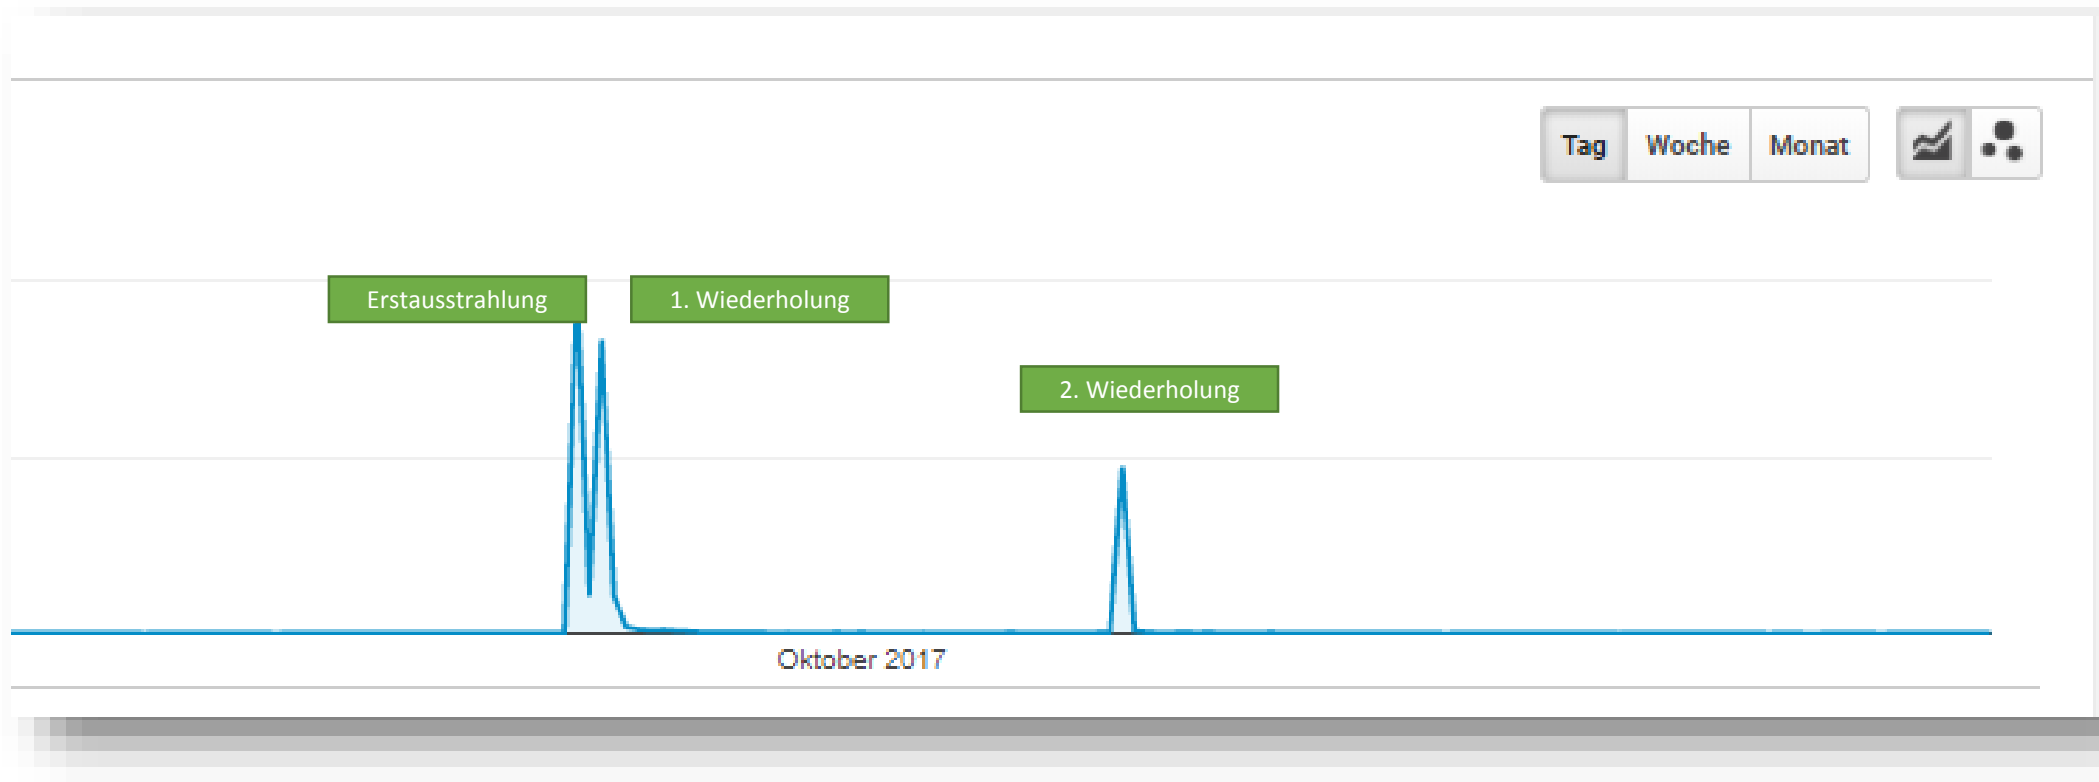 Tag Woche Monat
Erstausstrahlung
1. Wiederholung
2. Wiederholung
Oktober 2017